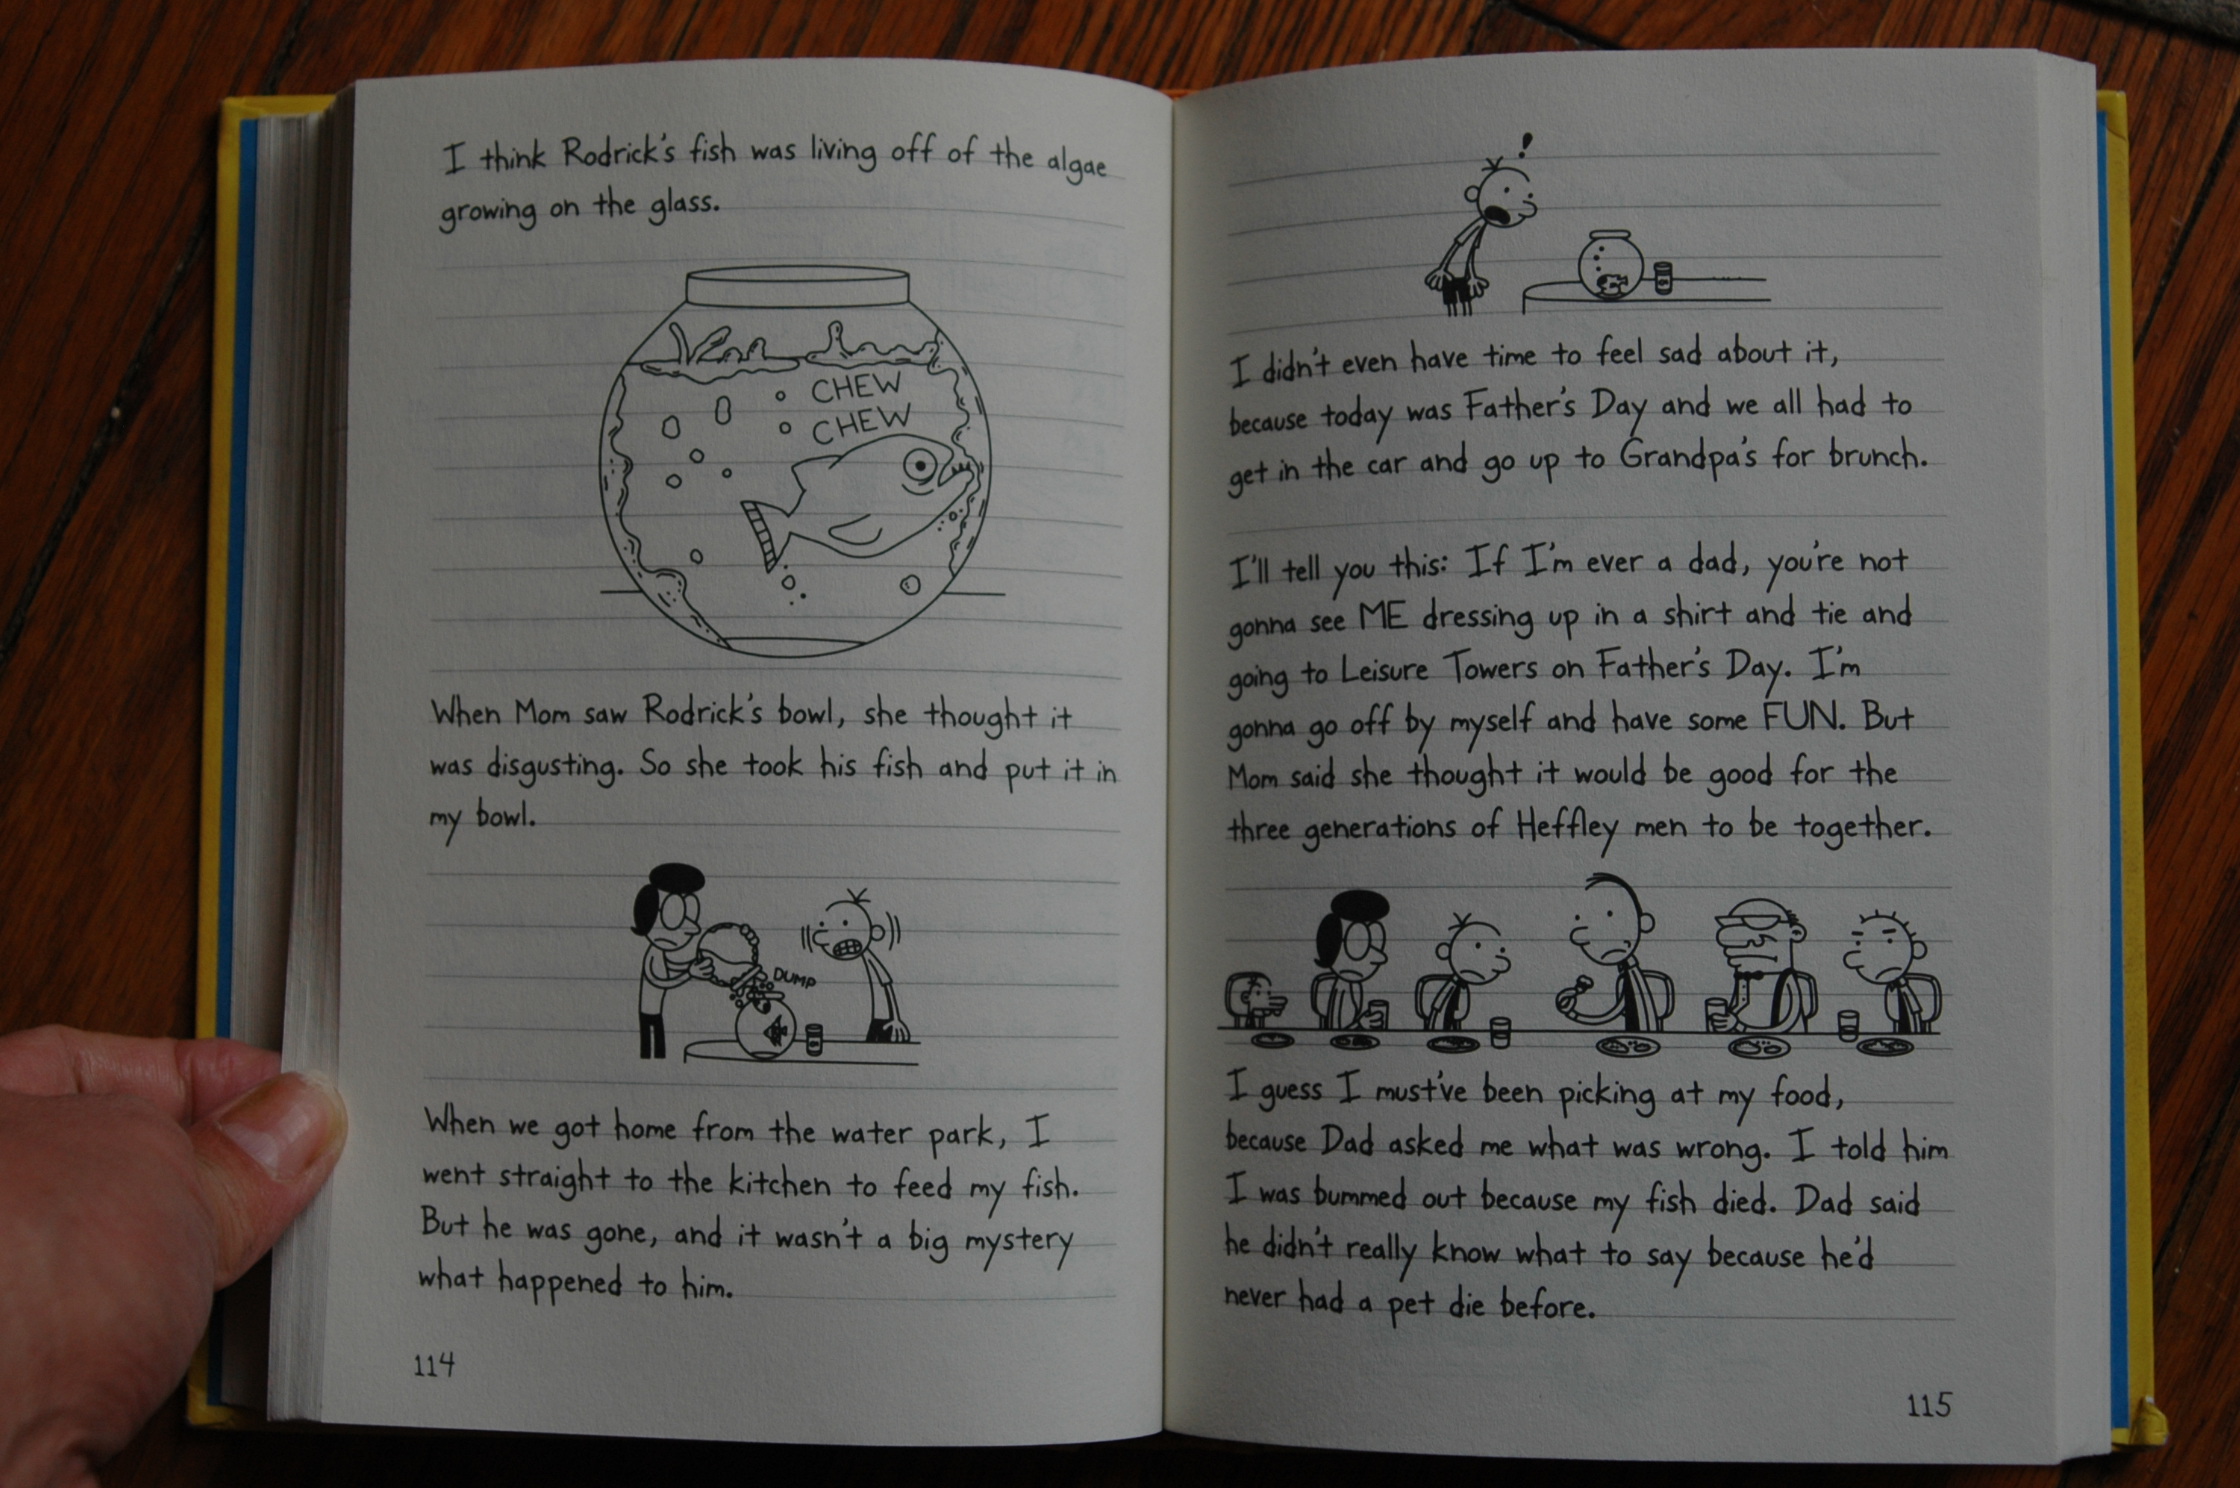 I think Rodrick's fish was living off of the algae
growing on the glass.
CHEW
CHEW
When Mom saw Rodrick's bowl, she thought it
was disgusting. So she took his fish and put it in
my bowl.
DUMP
When we got home from the water park, I
went straight to the kitchen to feed my fish.
But he was gone, and it wasn't a big mystery
what happened to him.
114
!
I didn't even have time to feel sad about it,
because today was Father's Day and we all had to
get in the car and go up to Grandpa's for brunch.
I'll tell you this: If I'm ever a dad, you're not
gonna see ME dressing up in a shirt and tie and
going to Leisure Towers on Father's Day. I'm
gonna go off by myself and have some FUN. But
Mom said she thought it would be good for the
three generations of Heffley men to be together.
I guess I must've been picking at my food,
because Dad asked me what was wrong. I told him
I was bummed out because my fish died. Dad said
he didn't really know what to say because he'd
never had a pet die before.
115